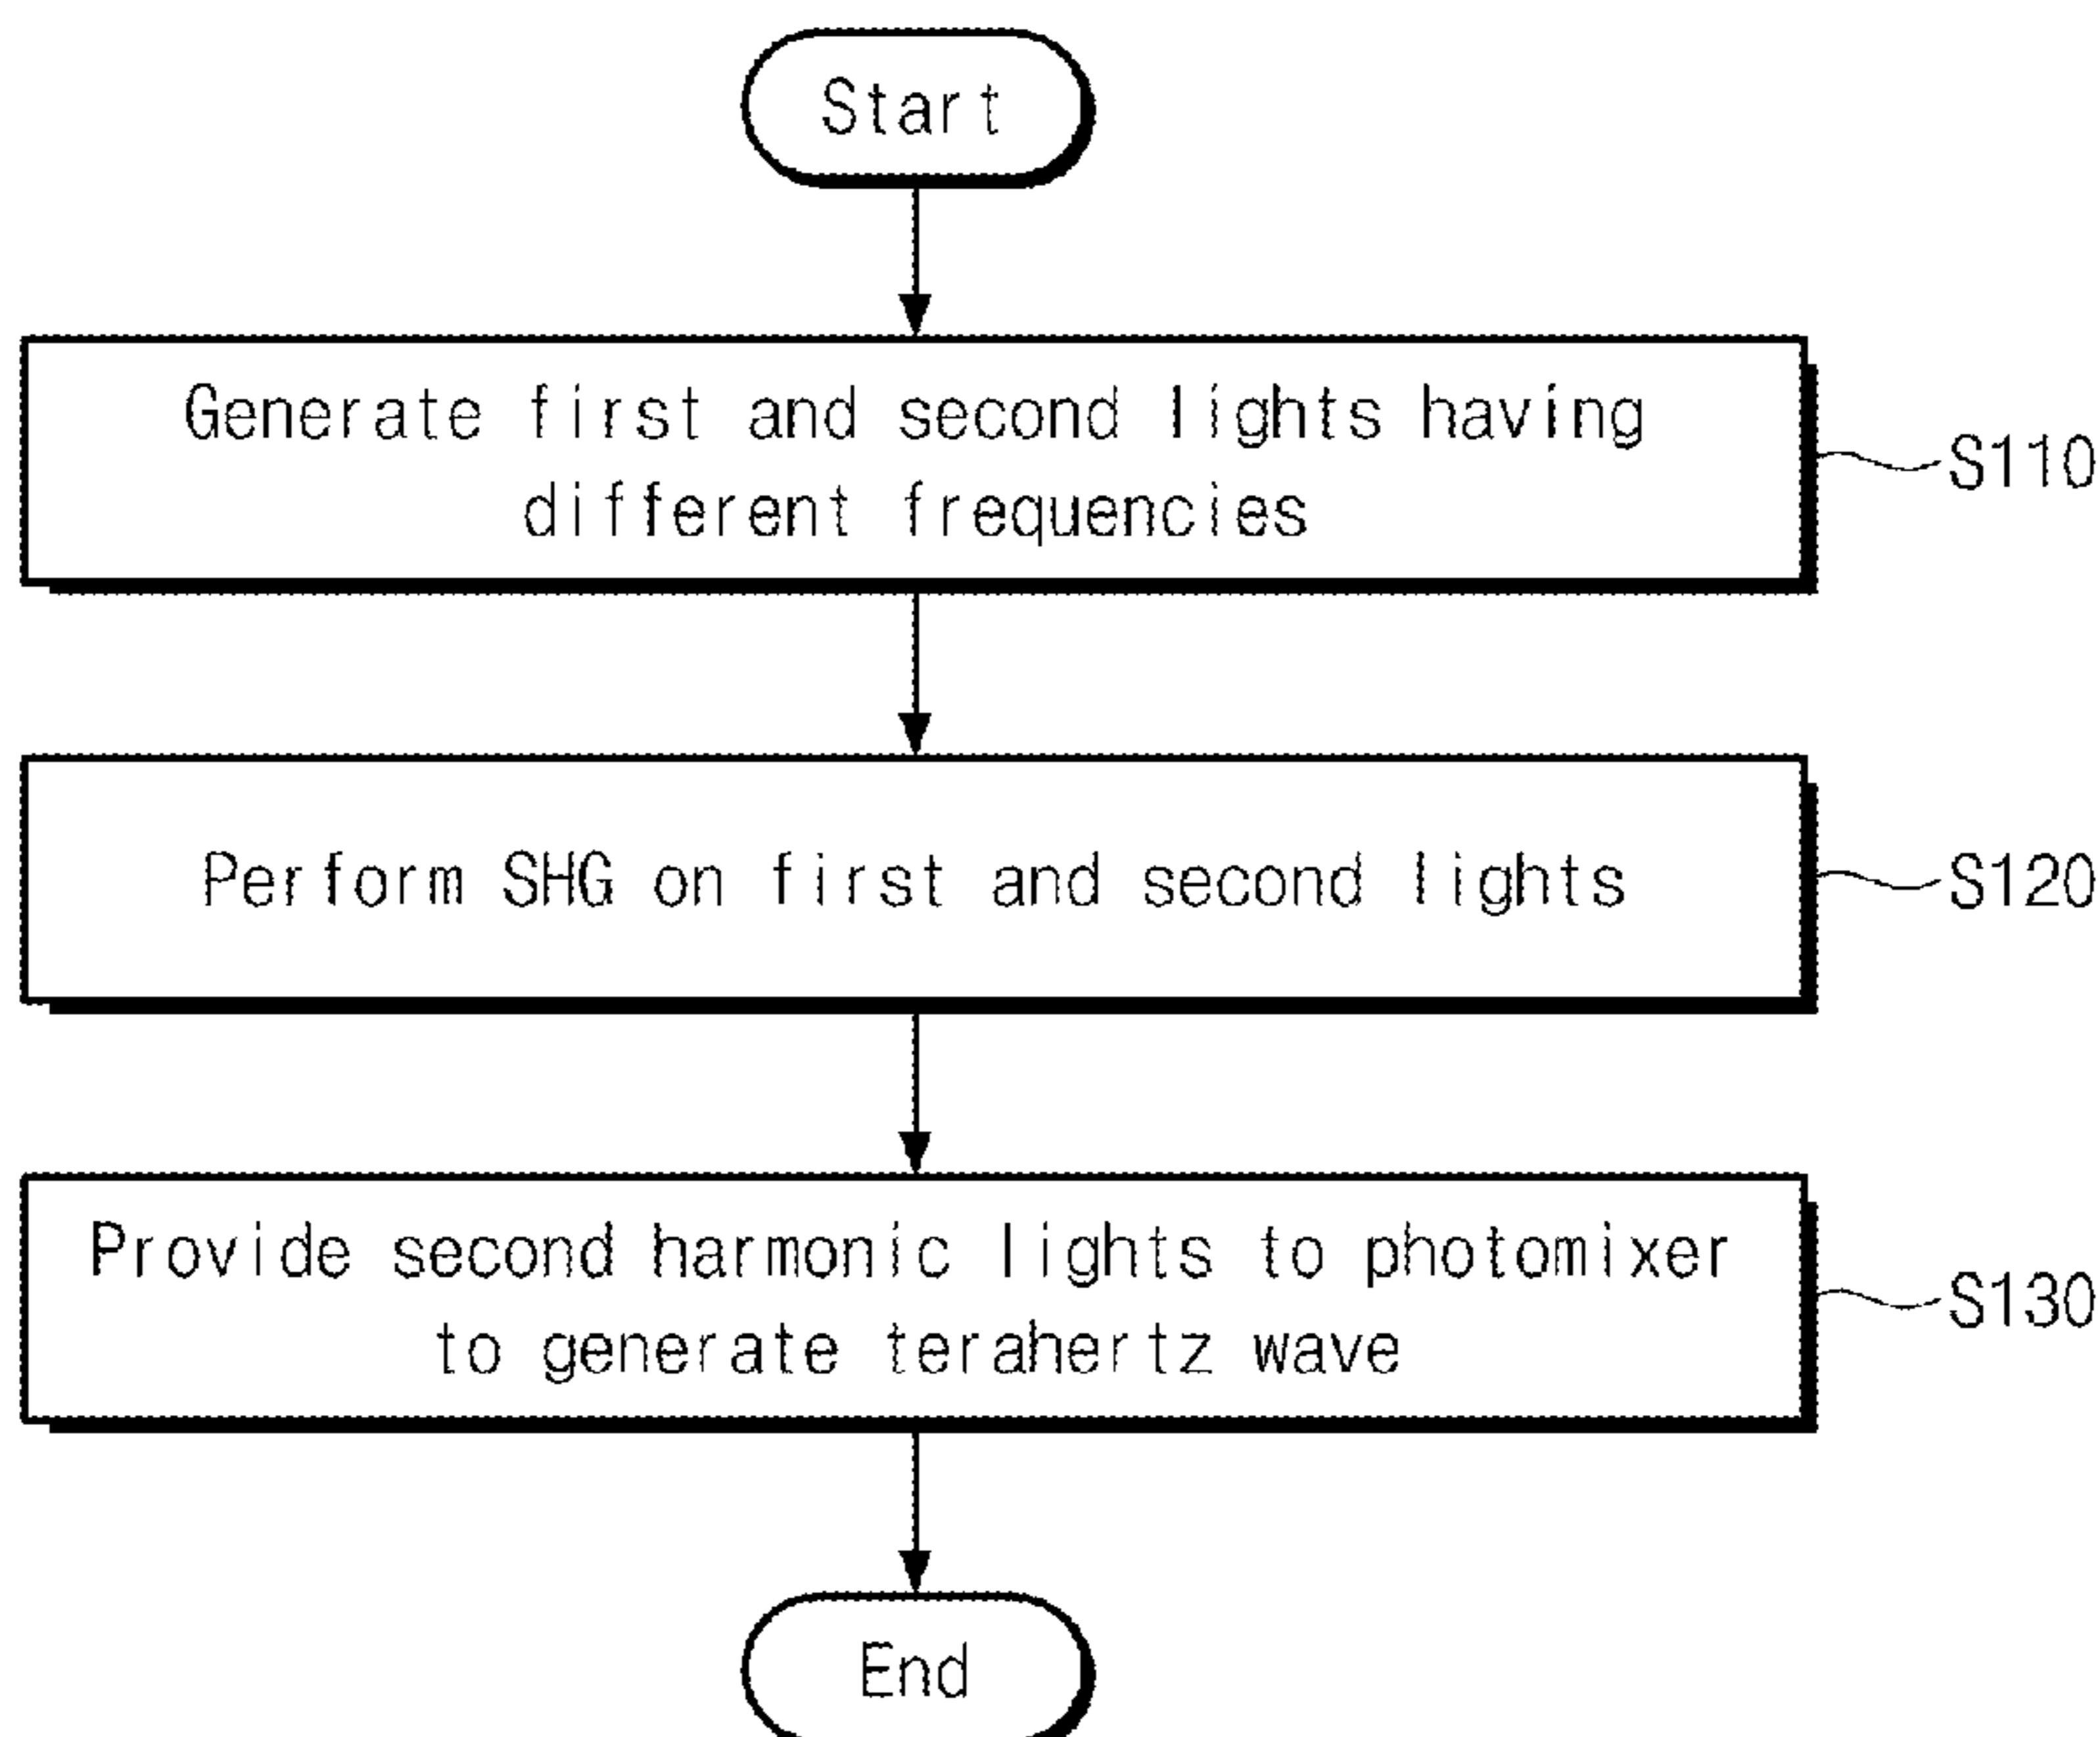 Start
Generate first and second lights having
different frequencies
S110
Perform SHG on first and second lights
S120
Provide second harmonic lights to photomixer
to generate terahertz wave
S130
End